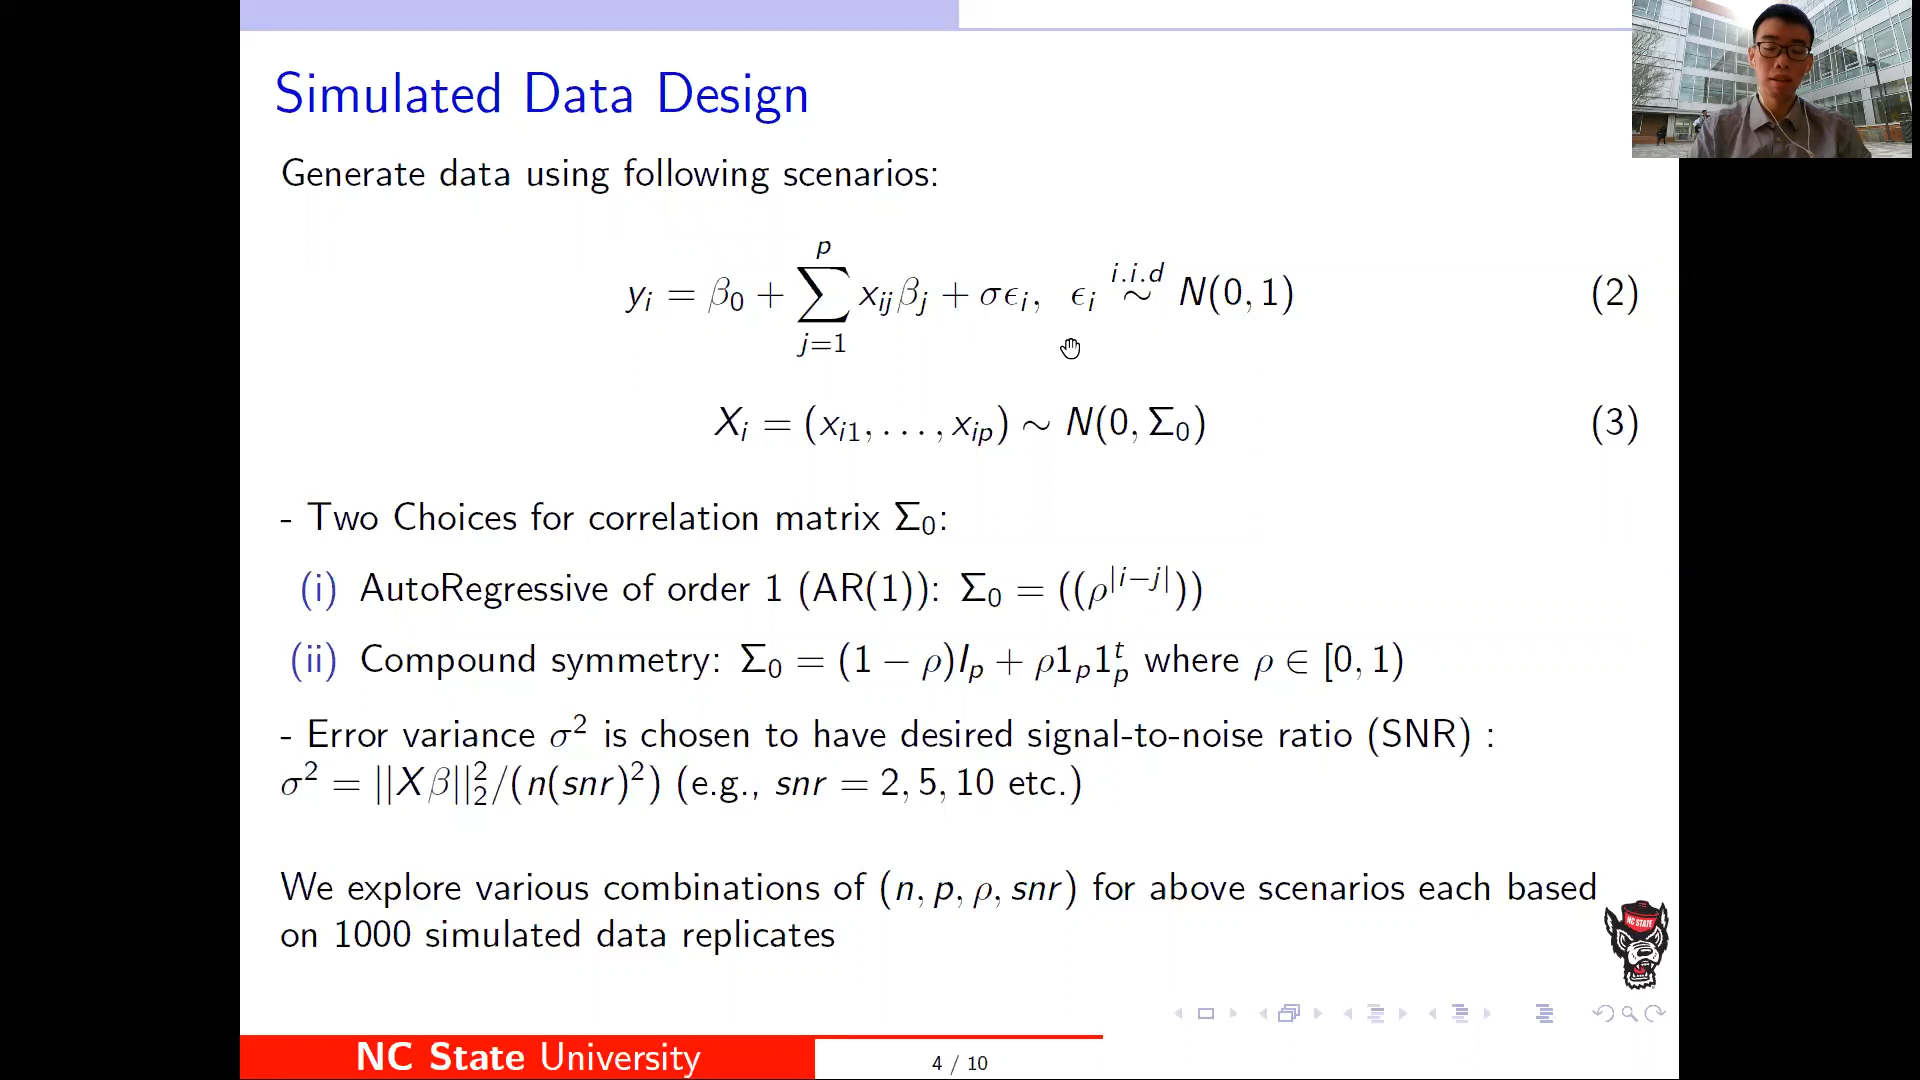 Simulated Data Design
Generate data using following scenarios:
y_i = β_0 + ∑_{j=1}^{p} x_{ij}β_j + σϵ_i, ϵ_i \overset{i.i.d}{∼} N(0, 1) (2)
X_i = (x_{i1}, . . . , x_{ip}) ∼ N(0, Σ_0) (3)
- Two Choices for correlation matrix Σ_0:
(i) AutoRegressive of order 1 (AR(1)): Σ_0 = ((ρ^{|i−j|}))
(ii) Compound symmetry: Σ_0 = (1 − ρ)I_p + ρ1_p1_p^t where ρ ∈ [0, 1)
- Error variance σ^2 is chosen to have desired signal-to-noise ratio (SNR) :
σ^2 = ||Xβ||_2^2/(n(snr)^2) (e.g., snr = 2, 5, 10 etc.)
We explore various combinations of (n, p, ρ, snr) for above scenarios each based
on 1000 simulated data replicates
NC STATE
NC State University
4 / 10